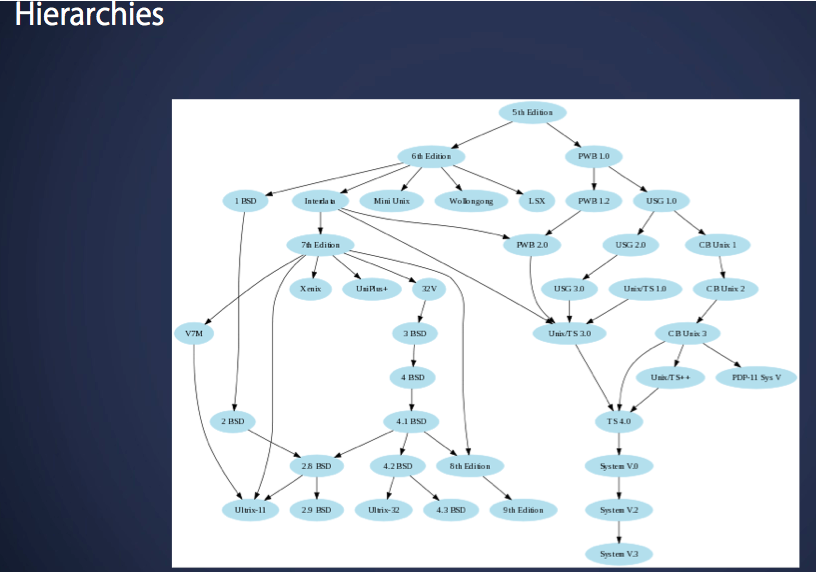 Hierarchies
5th Edition
6th Edition
PWB 1.0
1 BSD
Interdata
Mini Unix
Wollongong
LSX
PWB 1.2
USG 1.0
7th Edition
PWB 2.0
USG 2.0
CB Unix 1
Xenix
UniPlus+
32V
USG 3.0
Unix/TS 1.0
CB Unix 2
V7M
3 BSD
Unix/TS 3.0
CB Unix 3
4 BSD
Unix/TS++
PDP-11 Sys V
2 BSD
4.1 BSD
TS 4.0
2.8 BSD
4.2 BSD
8th Edition
System V.0
Ultrix-11
2.9 BSD
Ultrix-32
4.3 BSD
9th Edition
System V.2
System V.3